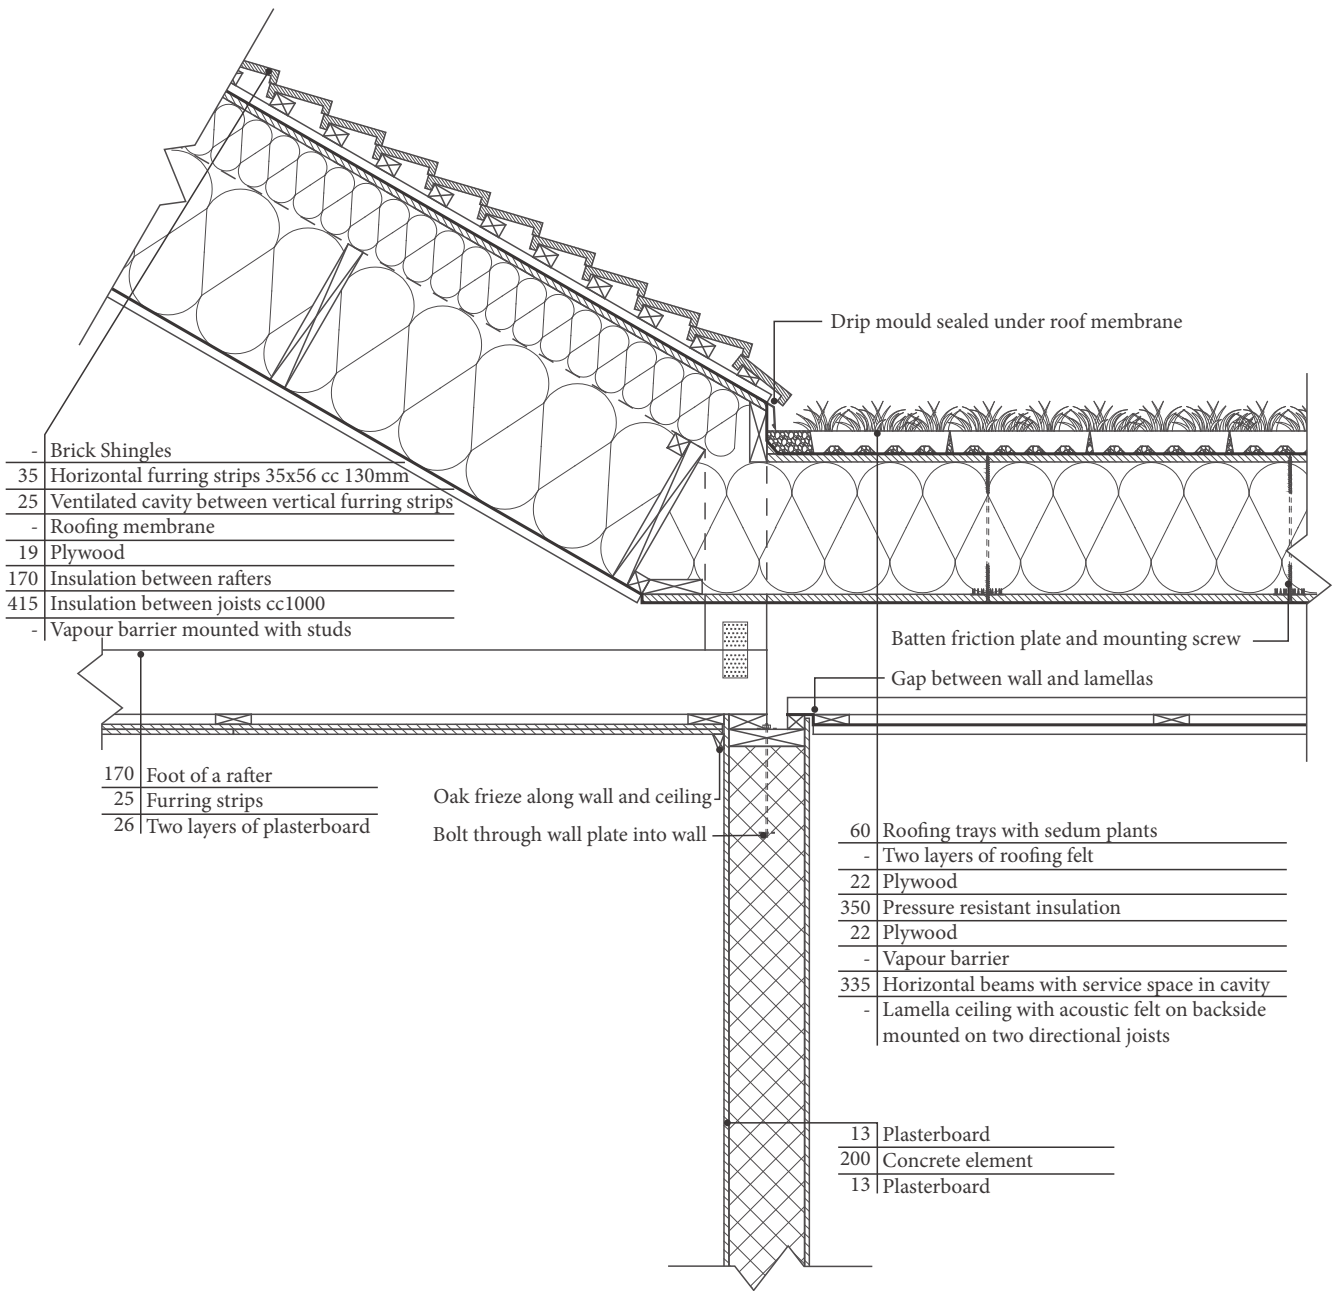 Drip mould sealed under roof membrane
- Brick Shingles
35 Horizontal furring strips 35x56 cc 130mm
25 Ventilated cavity between vertical furring strips
- Roofing membrane
19 Plywood
170 Insulation between rafters
415 Insulation between joists cc1000
- Vapour barrier mounted with studs
Batten friction plate and mounting screw
Gap between wall and lamellas
170 Foot of a rafter
25 Furring strips
26 Two layers of plasterboard
Oak frieze along wall and ceiling
Bolt through wall plate into wall
60 Roofing trays with sedum plants
- Two layers of roofing felt
22 Plywood
350 Pressure resistant insulation
22 Plywood
- Vapour barrier
335 Horizontal beams with service space in cavity
- Lamella ceiling with acoustic felt on backside
mounted on two directional joists
13 Plasterboard
200 Concrete element
13 Plasterboard